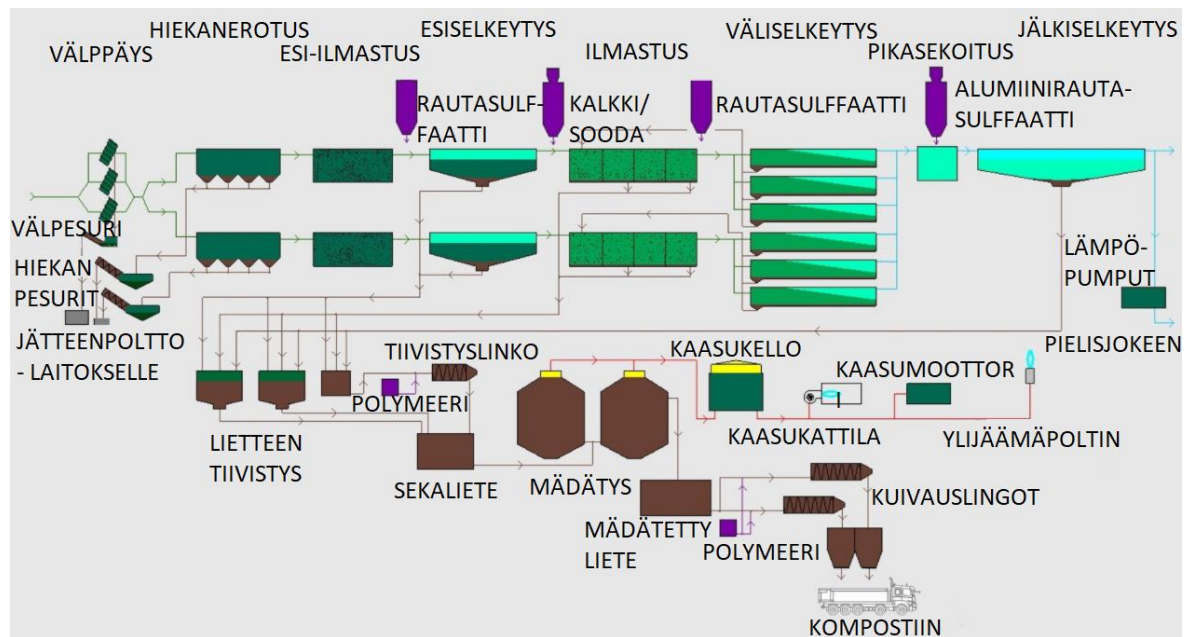 VÄLPPÄYS
HIEKANEROTUS
ESI-ILMASTUS
ESISELKEYTYS
ILMASTUS
VÄLISELKEYTYS
PIKASEKOITUS
JÄLKISELKEYTYS
RAUTASULF-
FAATTI
KALKKI/
SOODA
RAUTASULFFAATTI
ALUMIINIRAUTA-
SULFFAATTI
VÄLPESURI
HIEKAN
PESURIT
JÄTTEENPOLTTO
- LAITOKSELLE
LÄMPÖ-
PUMPUT
PIELISJOKEEN
TIIVISTYSLINKO
POLYMEERI
LIETTEEN
TIIVISTYS
SEKALIETE
MÄDÄTYS
KAASUKELLO
KAASUKATTILA
KAASUMOOTTOR
YLIJÄÄMÄPOLTIN
MÄDÄTETTY
LIETE
POLYMEERI
KUIVAUSLINGOT
KOMPOSTIIN